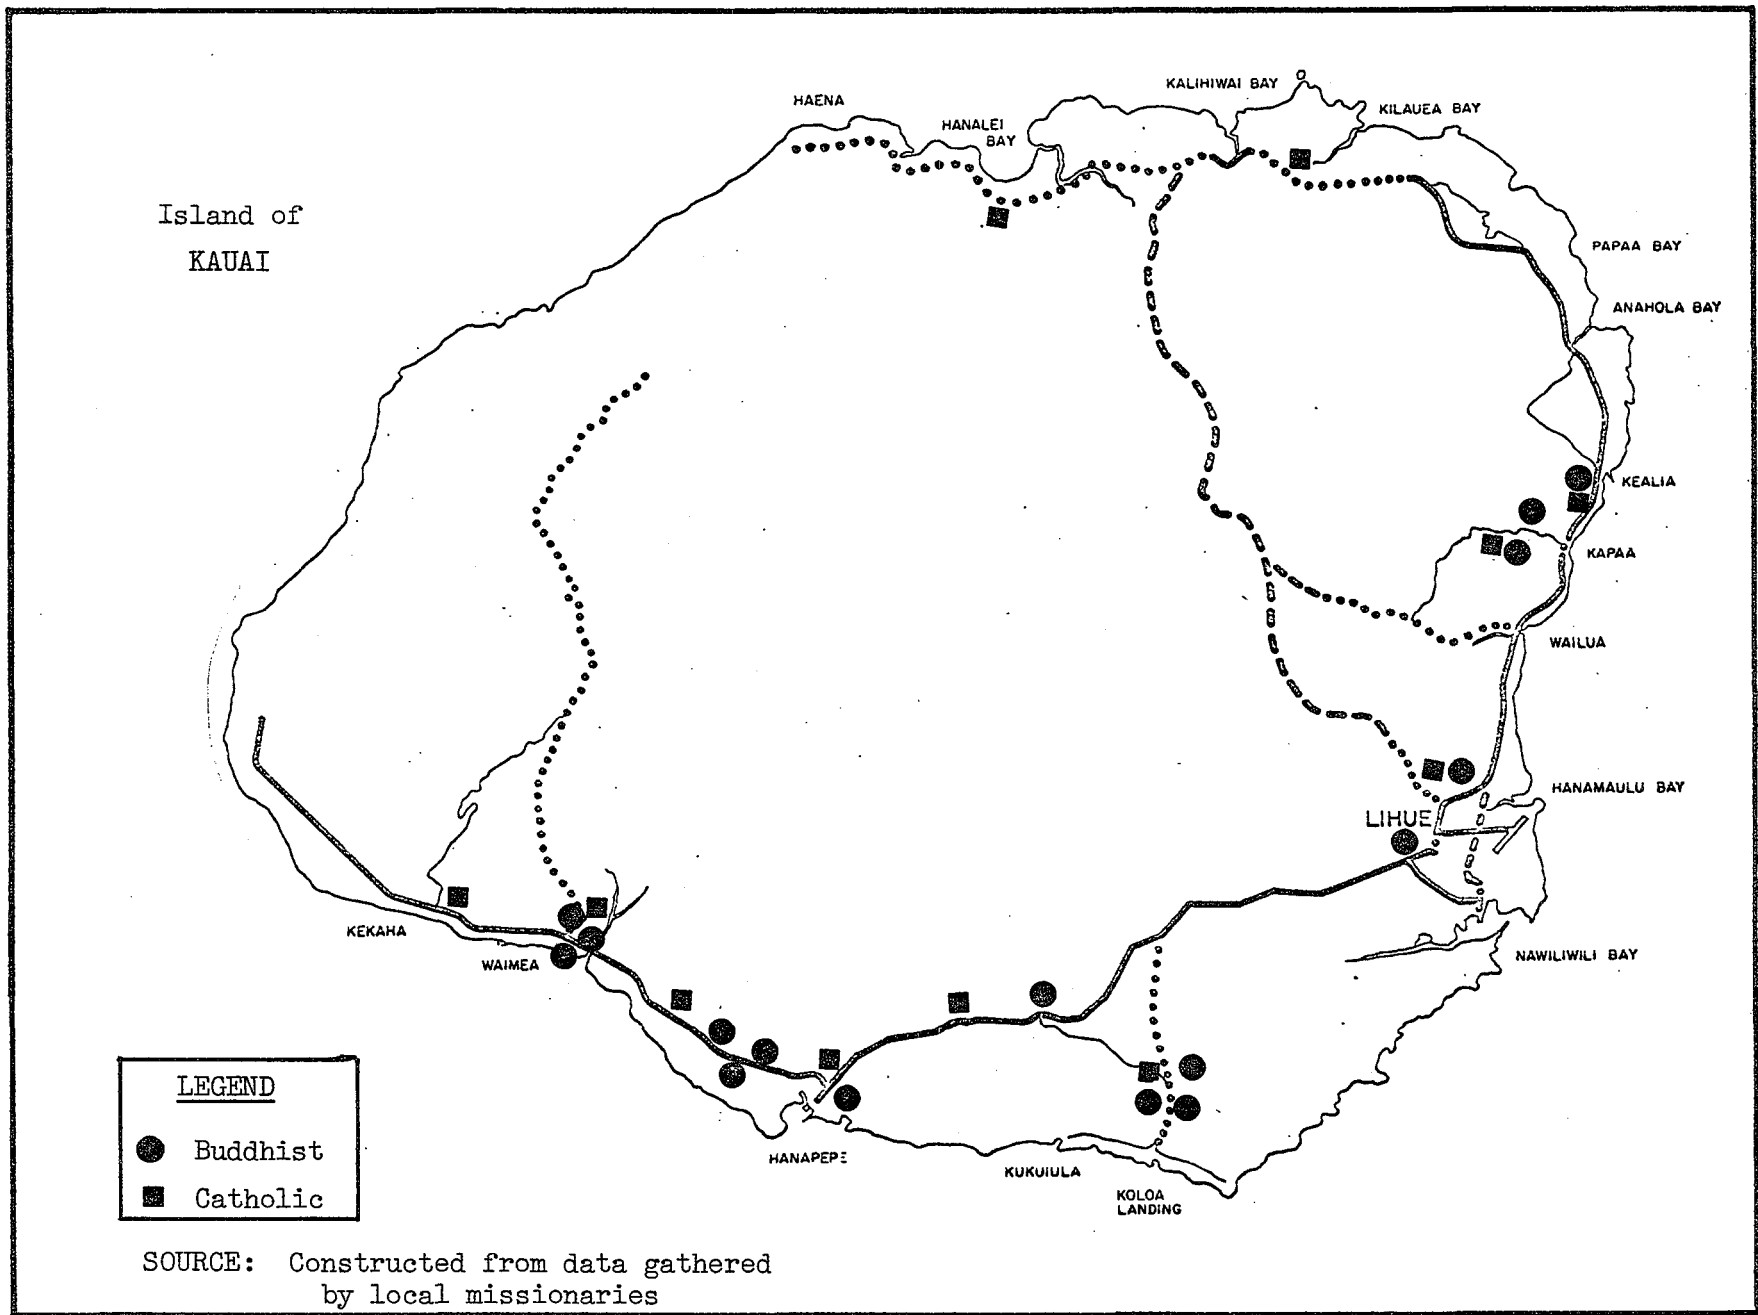 HAENA
HANALEI
BAY
KALIHIWAI BAY
KILAUEA BAY
Island of
KAUAI
PAPAA BAY
ANAHOLA BAY
KEALIA
KAPAA
WAILUA
HANAMAULU BAY
LIHUE
KEKAHA
WAIMEA
NAWILIWILI BAY
HANAPEPE
KUKUIULA
KOLOA
LANDING
LEGEND
Buddhist
Catholic
SOURCE: Constructed from data gathered
by local missionaries